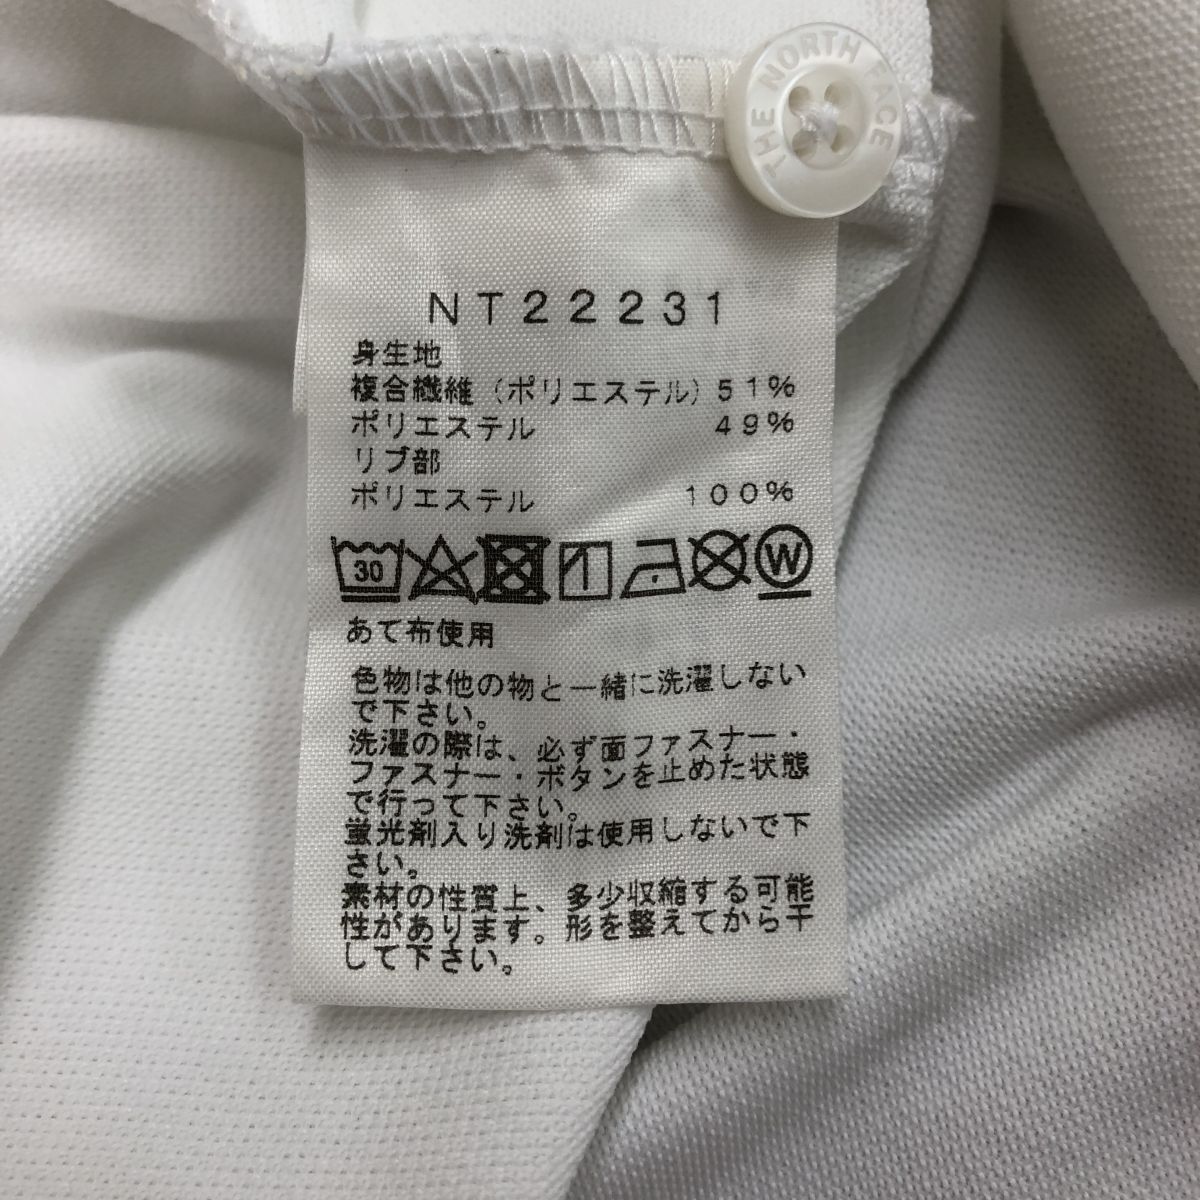 THE NORTH FACE
NT22231
身生地
複合繊維(ポリエステル)51%
ポリエステル 49%
リブ部
ポリエステル 100%
30 W
あて布使用
色物は他の物と一緒に洗濯しない
で下さい。
洗濯の際は、必ず面ファスナー・
ファスナー・ボタンを止めた状態
で行って下さい。
蛍光剤入り洗剤は使用しないで下
さい。
素材の性質上、多少収縮する可能
性があります。形を整えてから干
して下さい。